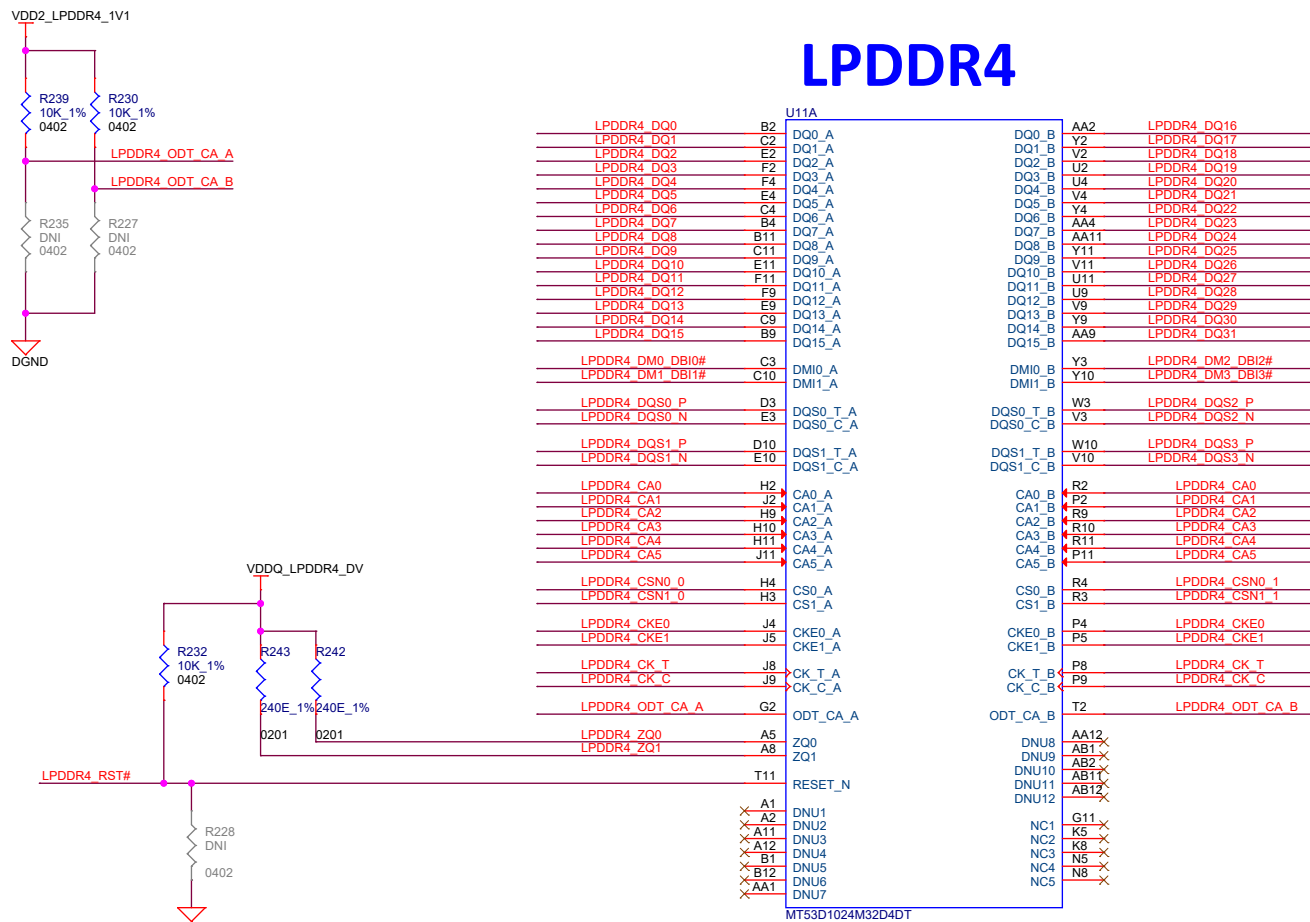 VDD2_LPDDR4_1V1
R239
10K_1%
0402
R230
10K_1%
0402
LPDDR4_ODT_CA_A
LPDDR4_ODT_CA_B
R235
DNI
0402
R227
DNI
0402
DGND
LPDDR4
U11A
LPDDR4_DQ0 B2 DQ0_A DQ0_B AA2 LPDDR4_DQ16
LPDDR4_DQ1 C2 DQ1_A DQ1_B Y2 LPDDR4_DQ17
LPDDR4_DQ2 E2 DQ2_A DQ2_B V2 LPDDR4_DQ18
LPDDR4_DQ3 F2 DQ3_A DQ3_B U2 LPDDR4_DQ19
LPDDR4_DQ4 F4 DQ4_A DQ4_B U4 LPDDR4_DQ20
LPDDR4_DQ5 E4 DQ5_A DQ5_B V4 LPDDR4_DQ21
LPDDR4_DQ6 C4 DQ6_A DQ6_B Y4 LPDDR4_DQ22
LPDDR4_DQ7 B4 DQ7_A DQ7_B AA4 LPDDR4_DQ23
LPDDR4_DQ8 B11 DQ8_A DQ8_B AA11 LPDDR4_DQ24
LPDDR4_DQ9 C11 DQ9_A DQ9_B Y11 LPDDR4_DQ25
LPDDR4_DQ10 E11 DQ10_A DQ10_B V11 LPDDR4_DQ26
LPDDR4_DQ11 F11 DQ11_A DQ11_B U11 LPDDR4_DQ27
LPDDR4_DQ12 F9 DQ12_A DQ12_B U9 LPDDR4_DQ28
LPDDR4_DQ13 E9 DQ13_A DQ13_B V9 LPDDR4_DQ29
LPDDR4_DQ14 C9 DQ14_A DQ14_B Y9 LPDDR4_DQ30
LPDDR4_DQ15 B9 DQ15_A DQ15_B AA9 LPDDR4_DQ31
LPDDR4_DM0_DBI0# C3 DMI0_A DMI0_B Y3 LPDDR4_DM2_DBI2#
LPDDR4_DM1_DBI1# C10 DMI1_A DMI1_B Y10 LPDDR4_DM3_DBI3#
LPDDR4_DQS0_P D3 DQS0_T_A DQS0_T_B W3 LPDDR4_DQS2_P
LPDDR4_DQS0_N E3 DQS0_C_A DQS0_C_B V3 LPDDR4_DQS2_N
LPDDR4_DQS1_P D10 DQS1_T_A DQS1_T_B W10 LPDDR4_DQS3_P
LPDDR4_DQS1_N E10 DQS1_C_A DQS1_C_B V10 LPDDR4_DQS3_N
LPDDR4_CA0 H2 CA0_A CA0_B R2 LPDDR4_CA0
LPDDR4_CA1 J2 CA1_A CA1_B P2 LPDDR4_CA1
LPDDR4_CA2 H9 CA2_A CA2_B R9 LPDDR4_CA2
LPDDR4_CA3 H10 CA3_A CA3_B R10 LPDDR4_CA3
LPDDR4_CA4 H11 CA4_A CA4_B R11 LPDDR4_CA4
LPDDR4_CA5 J11 CA5_A CA5_B P11 LPDDR4_CA5
LPDDR4_CSN0_0 H4 CS0_A CS0_B R4 LPDDR4_CSN0_1
LPDDR4_CSN1_0 H3 CS1_A CS1_B R3 LPDDR4_CSN1_1
LPDDR4_CKE0 J4 CKE0_A CKE0_B P4 LPDDR4_CKE0
LPDDR4_CKE1 J5 CKE1_A CKE1_B P5 LPDDR4_CKE1
LPDDR4_CK_T J8 CK_T_A CK_T_B P8 LPDDR4_CK_T
LPDDR4_CK_C J9 CK_C_A CK_C_B P9 LPDDR4_CK_C
LPDDR4_ODT_CA_A G2 ODT_CA_A ODT_CA_B T2 LPDDR4_ODT_CA_B
LPDDR4_ZQ0 A5 ZQ0 DNU8 AA12
LPDDR4_ZQ1 A8 ZQ1 DNU9 AB1
DNU10 AB2
LPDDR4_RST# T11 RESET_N DNU11 AB11
DNU12 AB12
A1 DNU1
A2 DNU2 NC1 G11
A11 DNU3 NC2 K5
A12 DNU4 NC3 K8
B1 DNU5 NC4 N5
B12 DNU6 NC5 N8
AA1 DNU7
MT53D1024M32D4DT
VDDQ_LPDDR4_DV
R232
10K_1%
0402
R243
240E_1%
0201
R242
240E_1%
0201
R228
DNI
0402